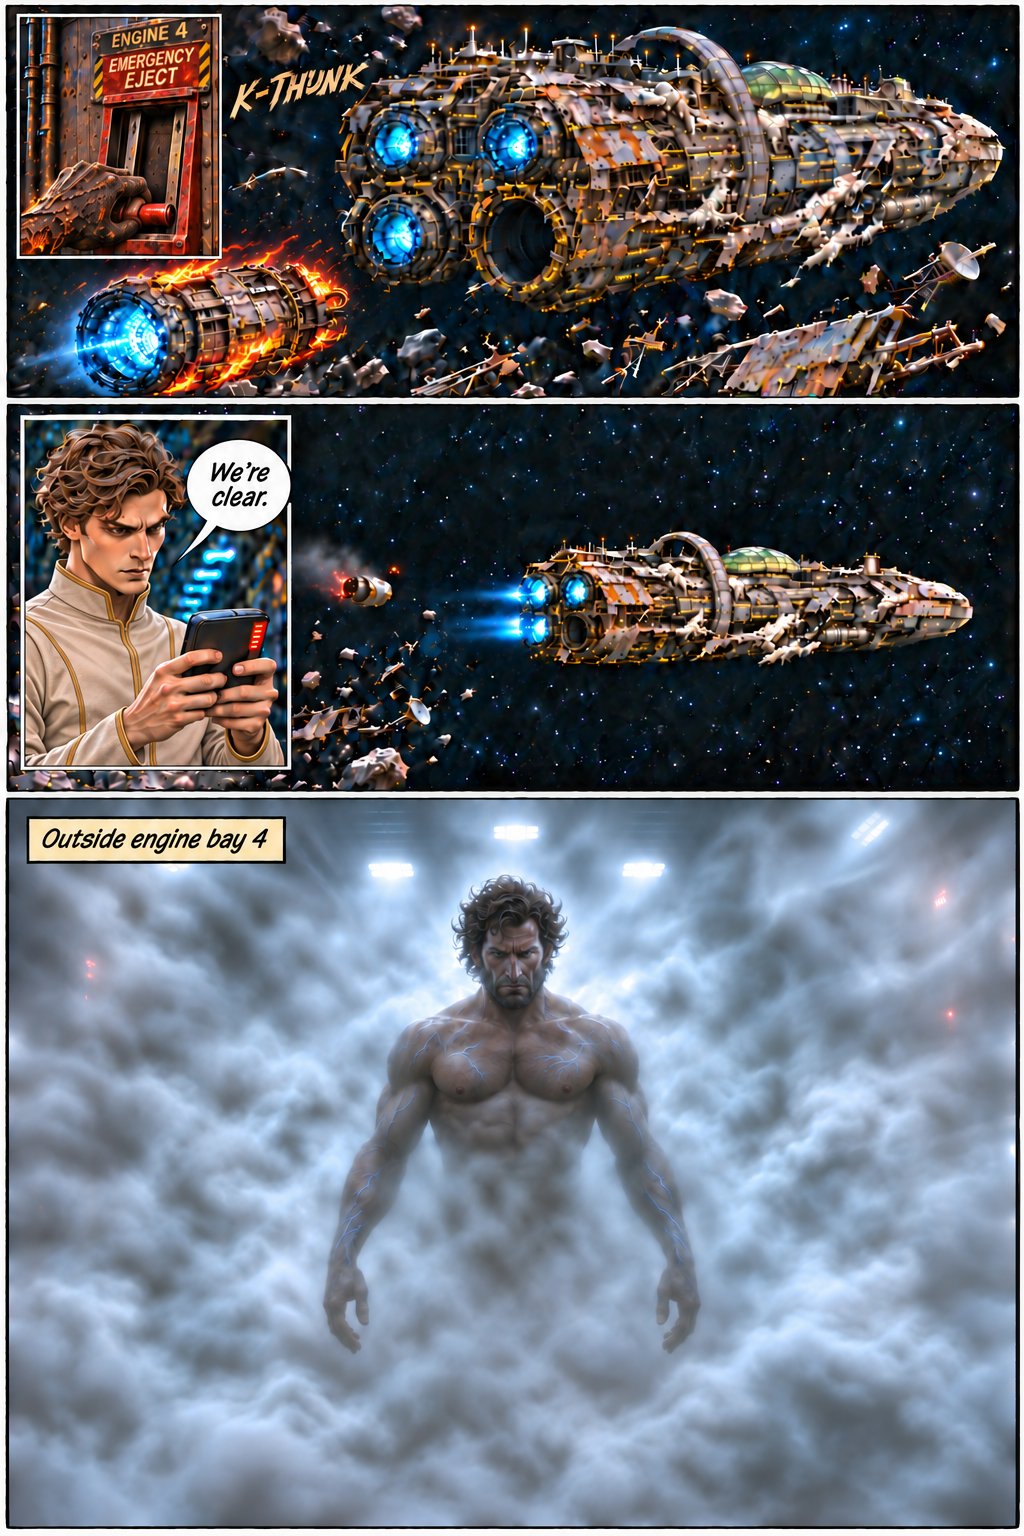 ENGINE 4
EMERGENCY
EJECT
K-THUNK
We're
clear.
Outside engine bay 4